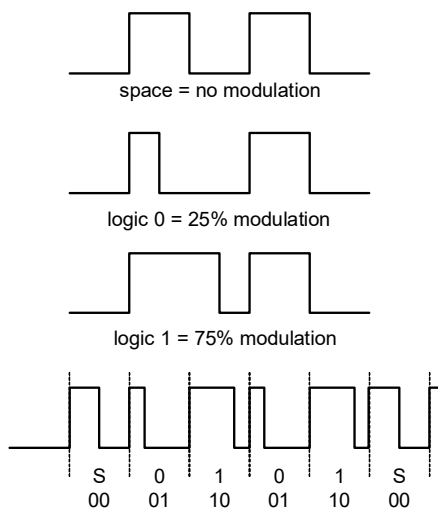 space = no modulation
logic 0 = 25% modulation
logic 1 = 75% modulation
S 0 1 0 1 S
00 01 10 01 10 00